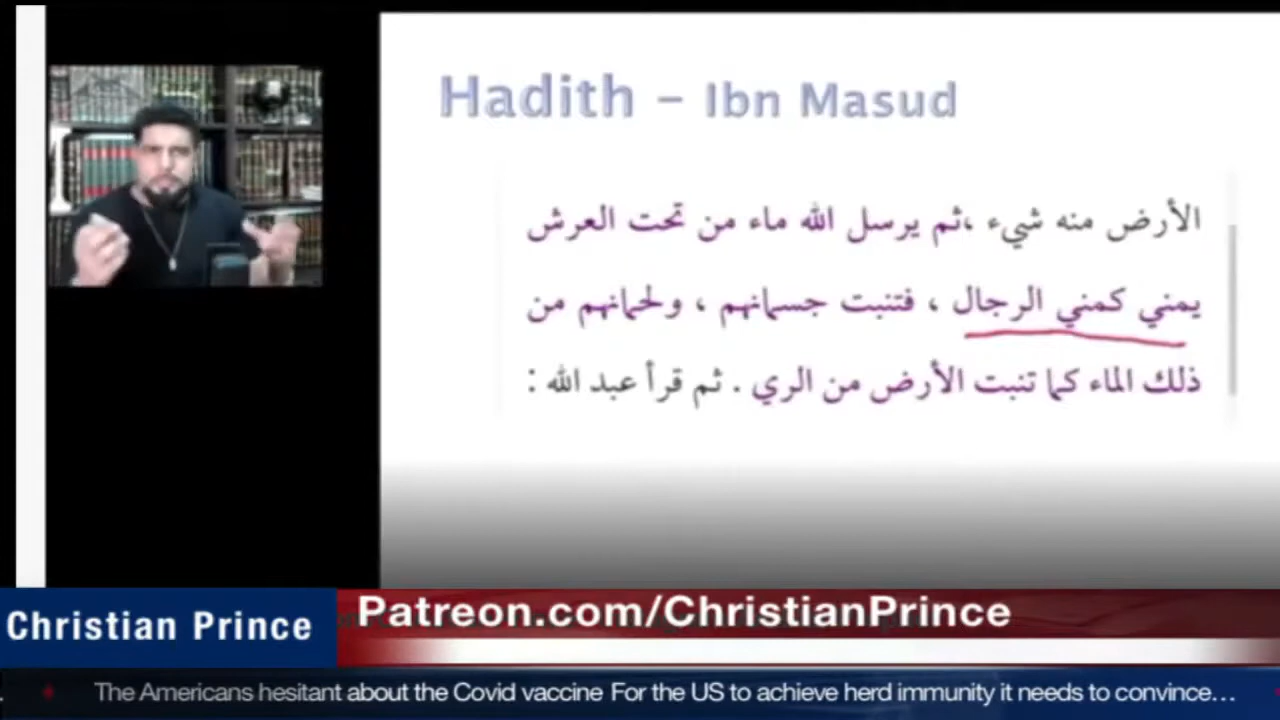 Hadith – Ibn Masud
الأرض منه شيء ،ثم يرسل الله ماء من تحت العرش
يمني كمني الرجال ، فتنبت جسمانهم ، ولحمانهم من
ذلك الماء كما تنبت الأرض من الري . ثم قرأ عبد الله :
Christian Prince
Patreon.com/ChristianPrince
The Americans hesitant about the Covid vaccine For the US to achieve herd immunity it needs to convince...